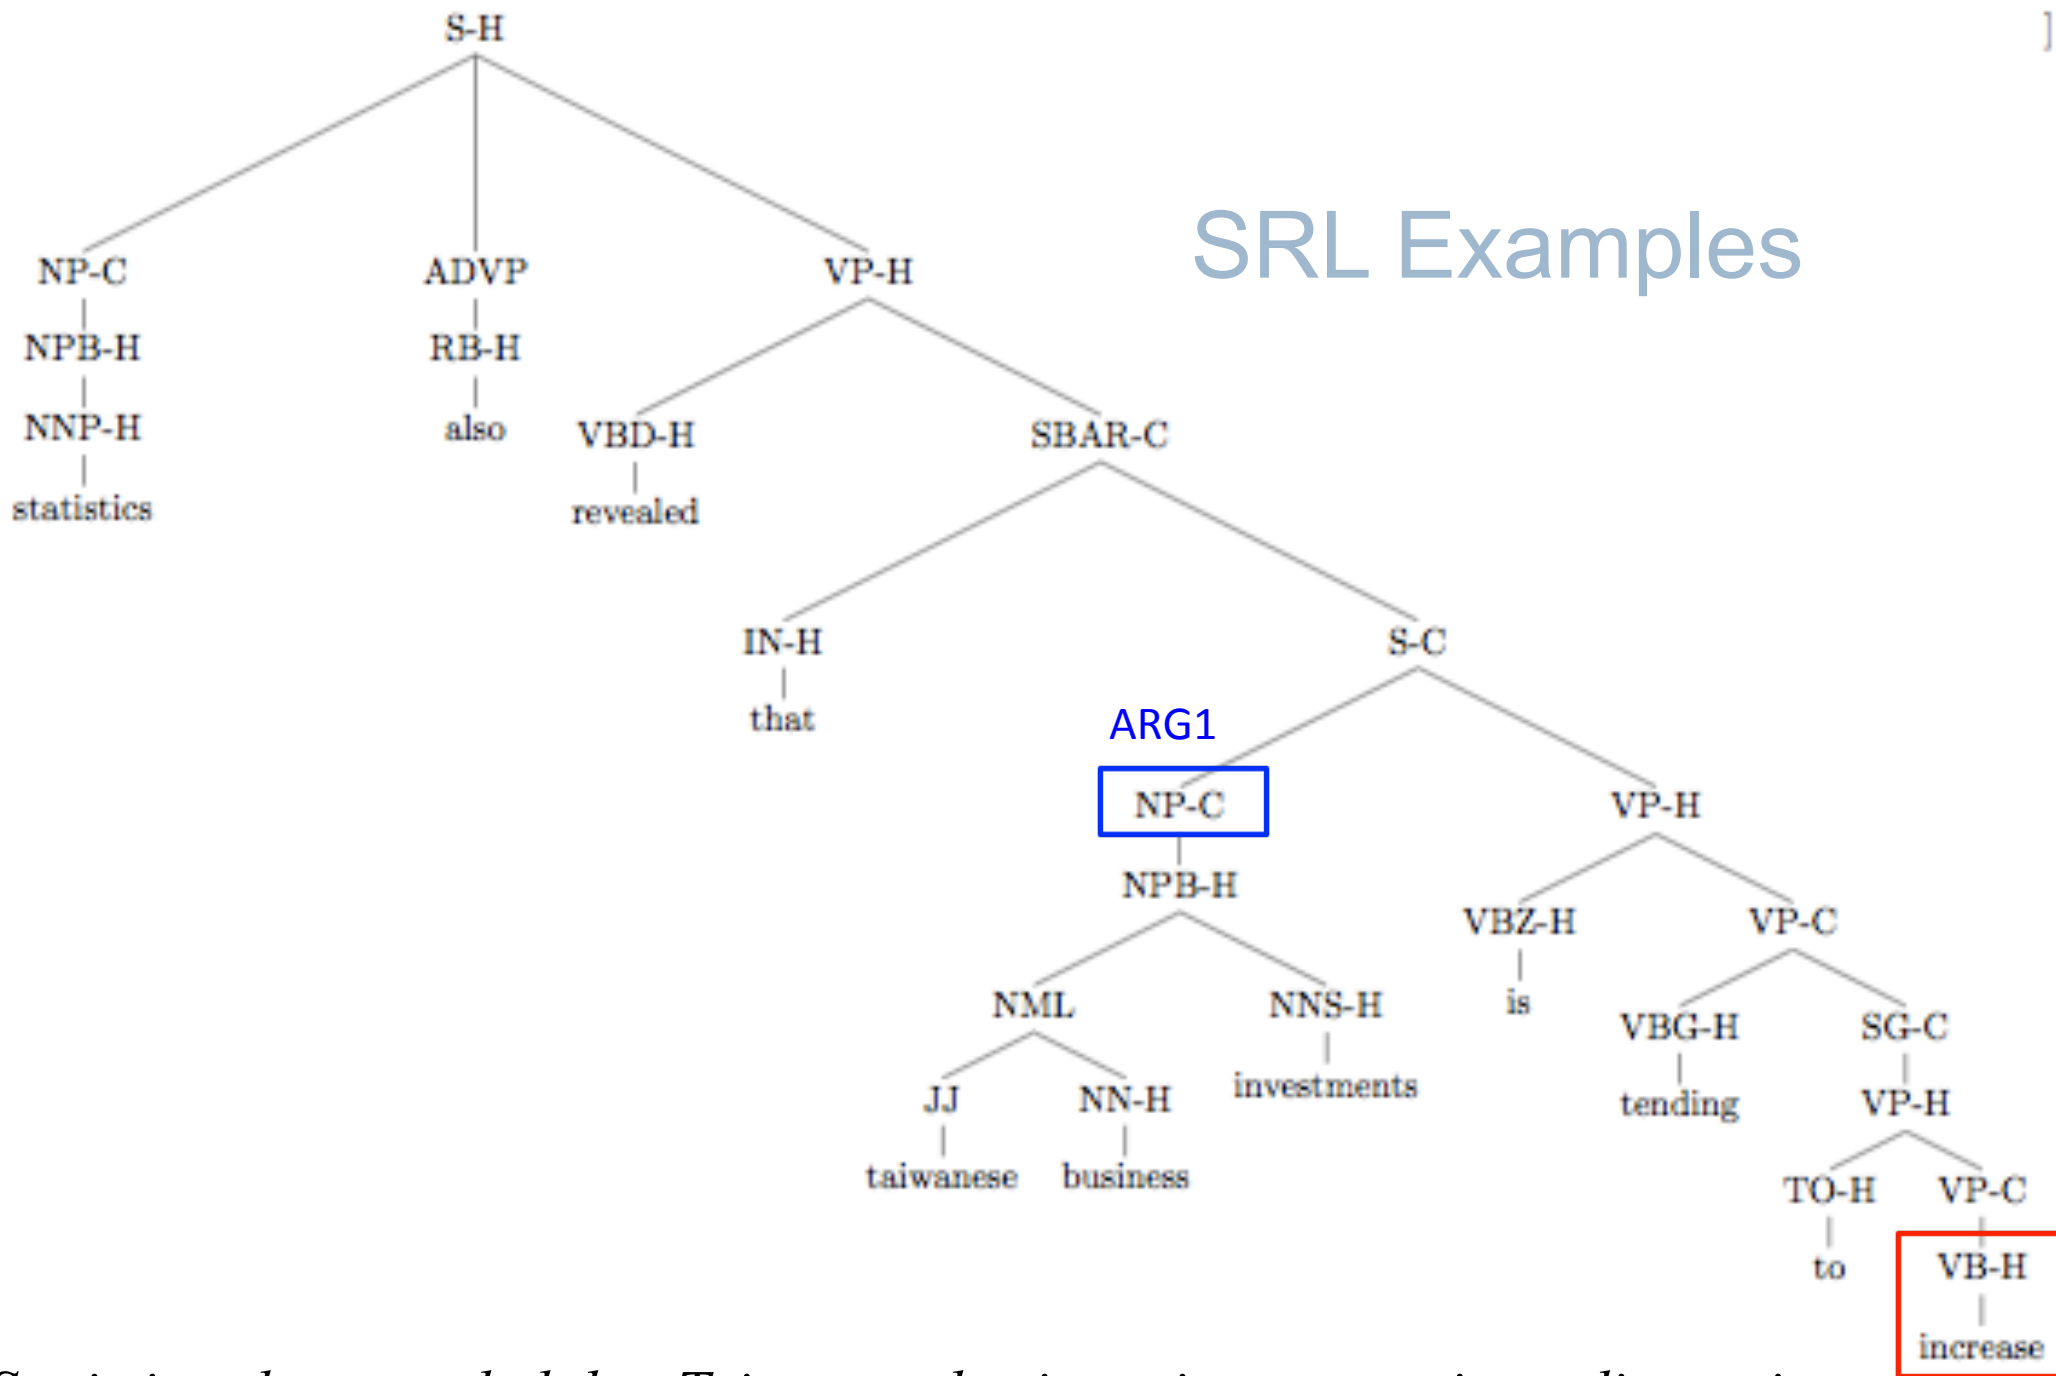 S-H ]
SRL Examples
NP-C ADVP VP-H
NPB-H RB-H
NNP-H also VBD-H SBAR-C
statistics revealed
IN-H S-C
that
ARG1
NP-C VP-H
NPB-H
VBZ-H VP-C
NML NNS-H is
VBG-H SG-C
JJ NN-H investments tending VP-H
taiwanese business
TO-H VP-C
to VB-H
increase